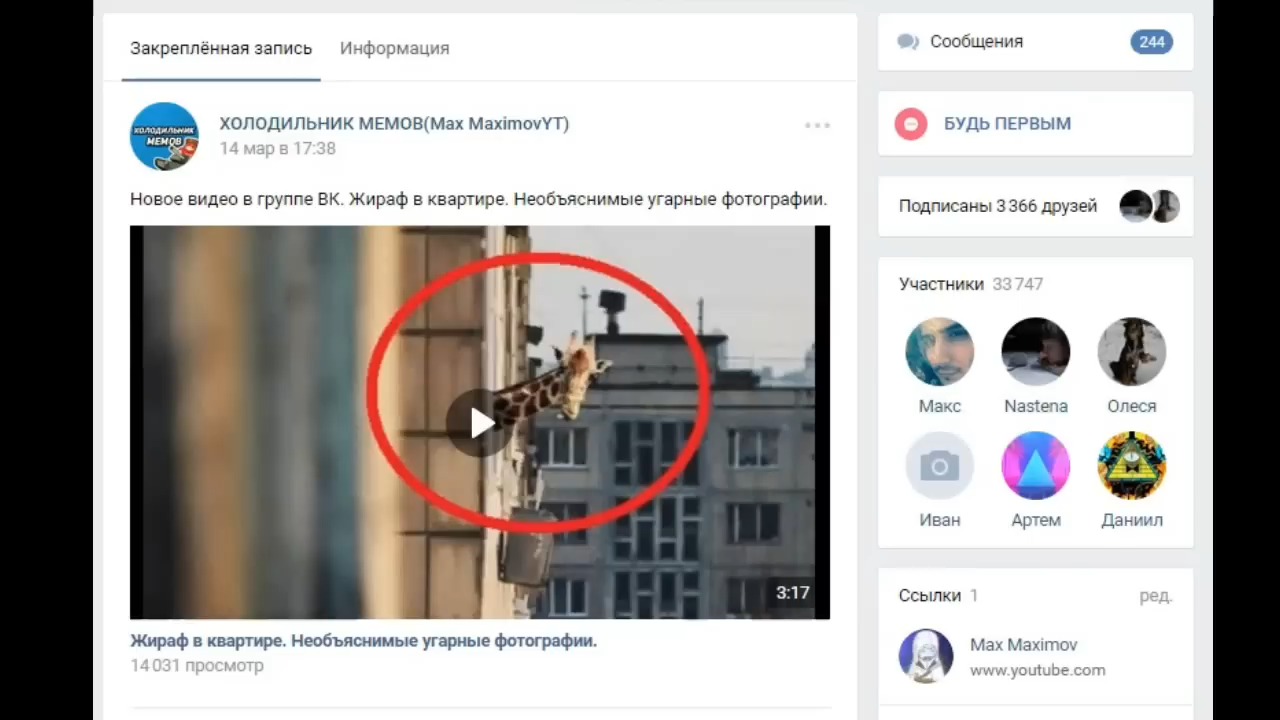 Закреплённая запись
Информация
ХОЛОДИЛЬНИК МЕМОВ
ХОЛОДИЛЬНИК МЕМОВ(Max MaximovYT)
14 мар в 17:38
Новое видео в группе ВК. Жираф в квартире. Необъяснимые угарные фотографии.
3:17
Жираф в квартире. Необъяснимые угарные фотографии.
14 031 просмотр
Сообщения
244
БУДЬ ПЕРВЫМ
Подписаны 3 366 друзей
Участники 33 747
Макс
Nastena
Олеся
Иван
Артем
Даниил
Ссылки 1
ред.
Max Maximov
www.youtube.com